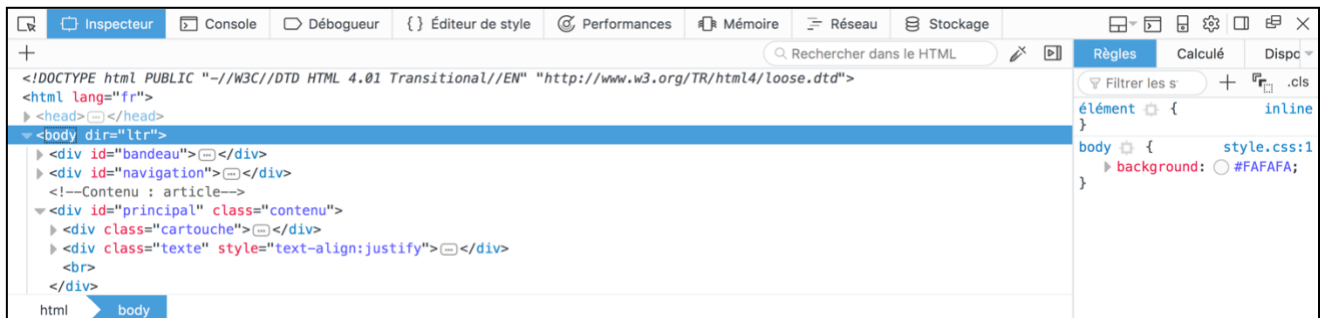 Inspecteur Console Débogueur { } Éditeur de style Performances Mémoire Réseau Stockage
+ Rechercher dans le HTML
<!DOCTYPE html PUBLIC "-//W3C//DTD HTML 4.01 Transitional//EN" "http://www.w3.org/TR/html4/loose.dtd">
<html lang="fr">
<head></head>
<body dir="ltr">
<div id="bandeau"></div>
<div id="navigation"></div>
<!--Contenu : article-->
<div id="principal" class="contenu">
<div class="cartouche"></div>
<div class="texte" style="text-align:justify"></div>
<br>
</div>
html body
Règles Calculé Dispo
Filtrer les s + .cls
élément { inline
}
body { style.css:1
background: #FAFAFA;
}